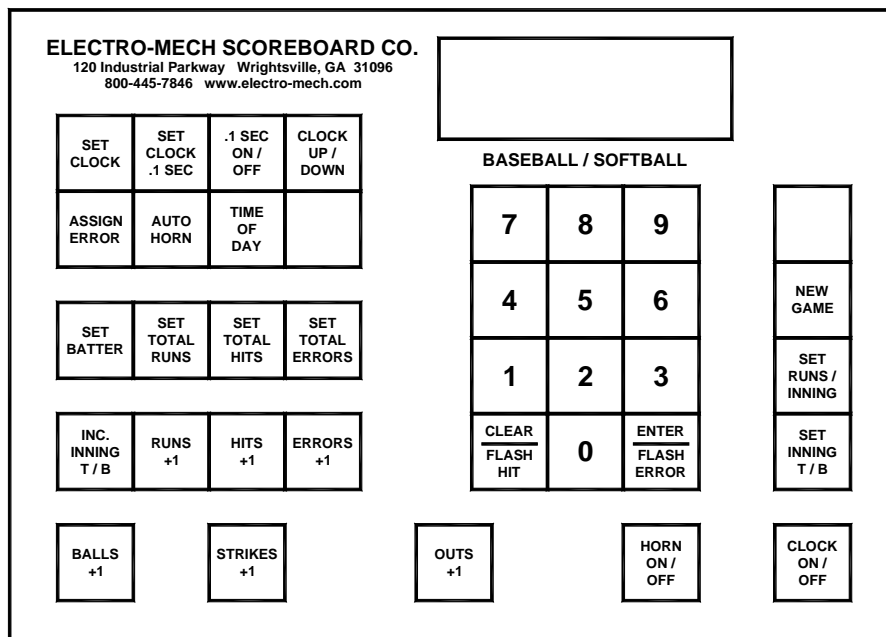 ELECTRO-MECH SCOREBOARD CO.
120 Industrial Parkway Wrightsville, GA 31096
800-445-7846 www.electro-mech.com
SET
CLOCK
SET
CLOCK
.1 SEC
.1 SEC
ON /
OFF
CLOCK
UP /
DOWN
ASSIGN
ERROR
AUTO
HORN
TIME
OF
DAY
SET
BATTER
SET
TOTAL
RUNS
SET
TOTAL
HITS
SET
TOTAL
ERRORS
INC.
INNING
T / B
RUNS
+1
HITS
+1
ERRORS
+1
BASEBALL / SOFTBALL
7
8
9
4
5
6
1
2
3
CLEAR
FLASH
HIT
0
ENTER
FLASH
ERROR
NEW
GAME
SET
RUNS /
INNING
SET
INNING
T / B
BALLS
+1
STRIKES
+1
OUTS
+1
HORN
ON /
OFF
CLOCK
ON /
OFF